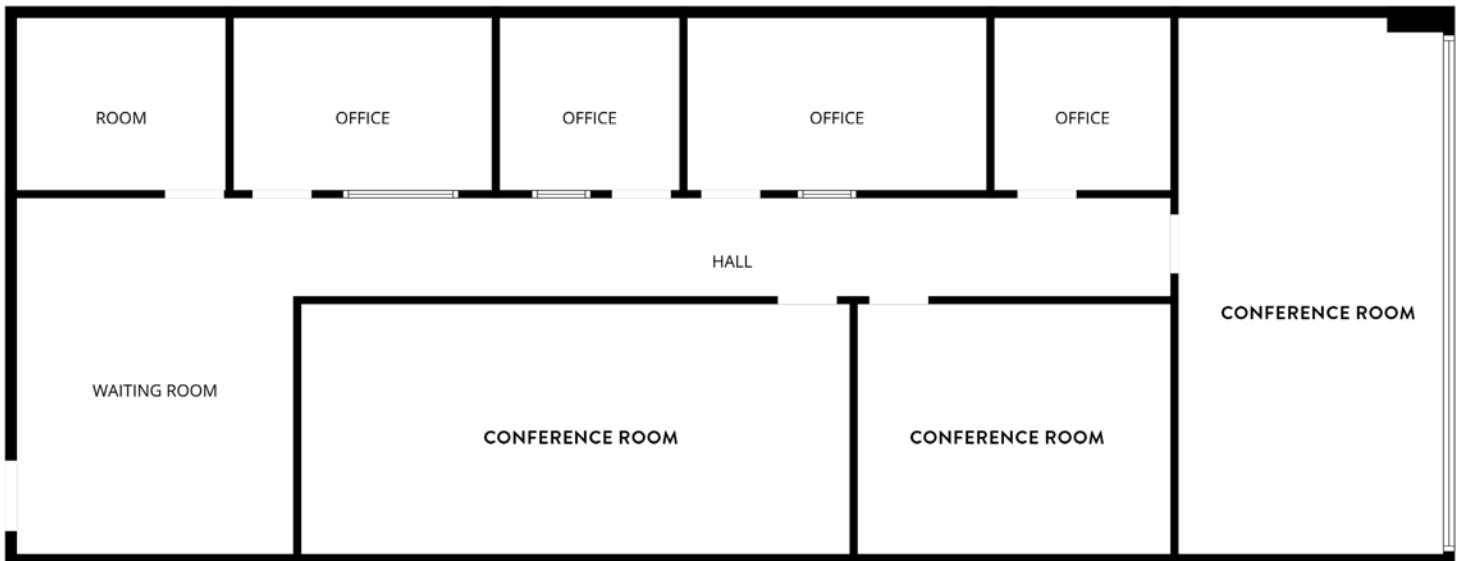 ROOM
OFFICE
OFFICE
OFFICE
OFFICE
HALL
CONFERENCE ROOM
WAITING ROOM
CONFERENCE ROOM
CONFERENCE ROOM